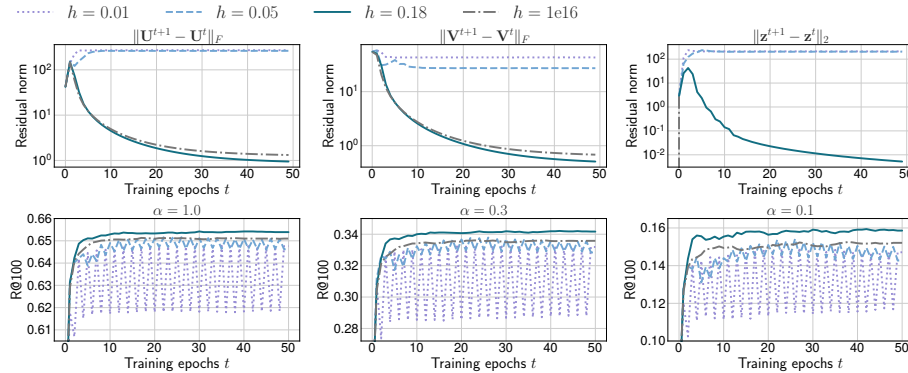 h = 0.01 h = 0.05 h = 0.18 h = 1e16
‖U^{t+1} − U^t‖_F ‖V^{t+1} − V^t‖_F ‖z^{t+1} − z^t‖_2
Residual norm
10^2
10^1
10^0
0 10 20 30 40 50
Training epochs t
Residual norm
10^1
10^0
0 10 20 30 40 50
Training epochs t
Residual norm
10^2
10^1
10^0
10^-1
10^-2
0 10 20 30 40 50
Training epochs t
α = 1.0
R@100
0.66
0.65
0.64
0.63
0.62
0.61
0 10 20 30 40 50
Training epochs t
α = 0.3
R@100
0.34
0.32
0.30
0.28
0 10 20 30 40 50
Training epochs t
α = 0.1
R@100
0.16
0.14
0.12
0.10
0 10 20 30 40 50
Training epochs t